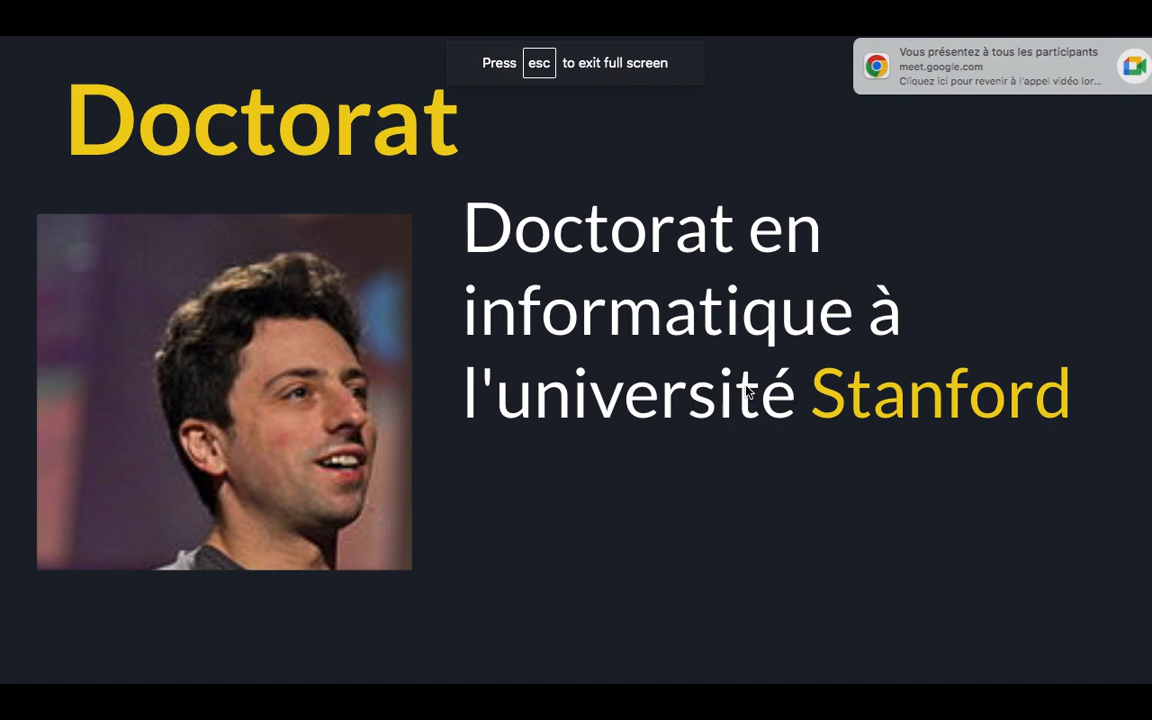 Press esc to exit full screen
Vous présentez à tous les participants
meet.google.com
Cliquez ici pour revenir à l'appel vidéo lor...
Doctorat
Doctorat en
informatique à
l'université Stanford